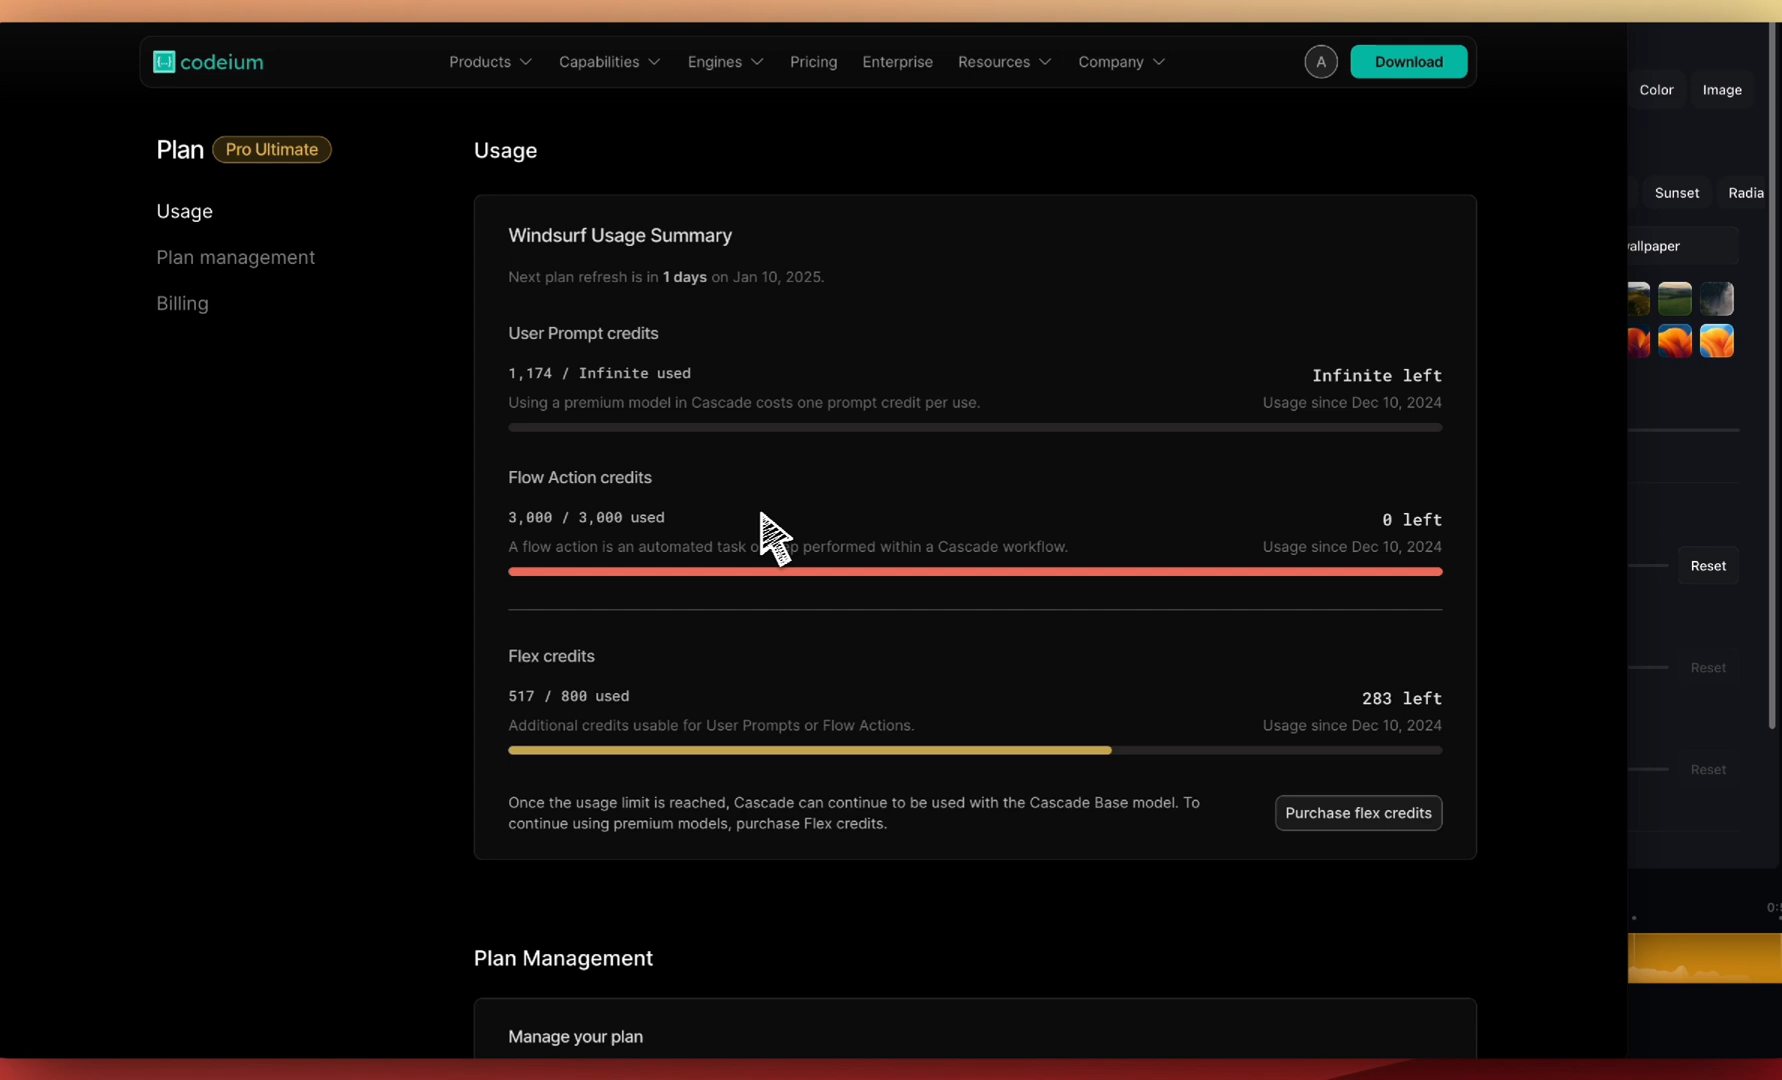 codeium
Products
Capabilities
Engines
Pricing
Enterprise
Resources
Company
A
Download
Plan
Pro Ultimate
Usage
Plan management
Billing
Usage
Windsurf Usage Summary
Next plan refresh is in 1 days on Jan 10, 2025.
User Prompt credits
1,174 / Infinite used
Infinite left
Using a premium model in Cascade costs one prompt credit per use.
Usage since Dec 10, 2024
Flow Action credits
3,000 / 3,000 used
0 left
A flow action is an automated task performed within a Cascade workflow.
Usage since Dec 10, 2024
Flex credits
517 / 800 used
283 left
Additional credits usable for User Prompts or Flow Actions.
Usage since Dec 10, 2024
Once the usage limit is reached, Cascade can continue to be used with the Cascade Base model. To
continue using premium models, purchase Flex credits.
Purchase flex credits
Plan Management
Manage your plan
Color
Image
Sunset
Radia
allpaper
Reset
Reset
Reset